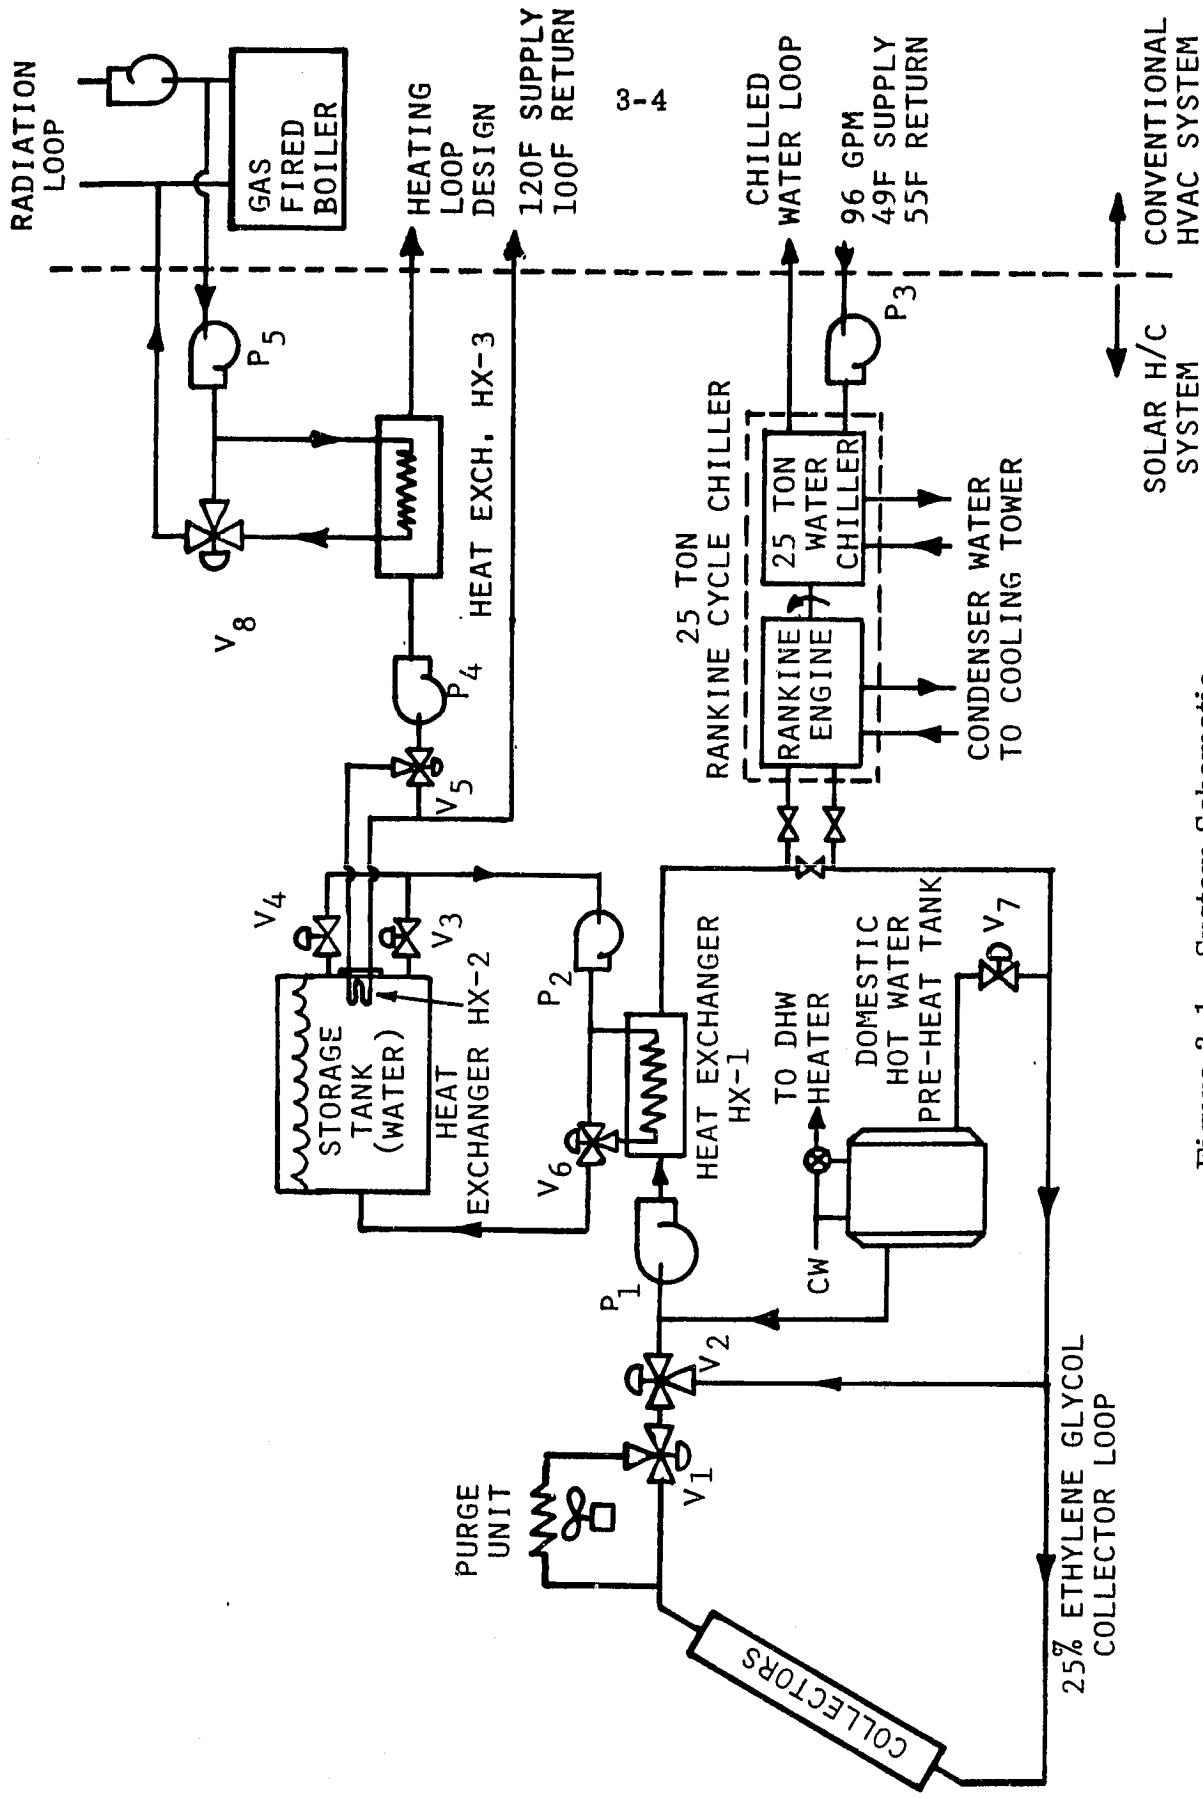 RADIATION
LOOP
GAS
FIRED
BOILER
P5
V8
HEATING
LOOP
DESIGN
120F SUPPLY
100F RETURN
3-4
HEAT EXCH. HX-3
P4
V5
V4
V3
STORAGE
TANK
(WATER)
HEAT
EXCHANGER HX-2
P2
V6
HEAT EXCHANGER
HX-1
P1
V2
V1
PURGE
UNIT
COLLECTORS
25% ETHYLENE GLYCOL
COLLECTOR LOOP
CW
TO DHW
HEATER
DOMESTIC
HOT WATER
PRE-HEAT TANK
V7
25 TON
RANKINE CYCLE CHILLER
RANKINE
ENGINE
25 TON
WATER
CHILLER
CONDENSER WATER
TO COOLING TOWER
P3
CHILLED
WATER LOOP
96 GPM
49F SUPPLY
55F RETURN
SOLAR H/C
SYSTEM
CONVENTIONAL
HVAC SYSTEM